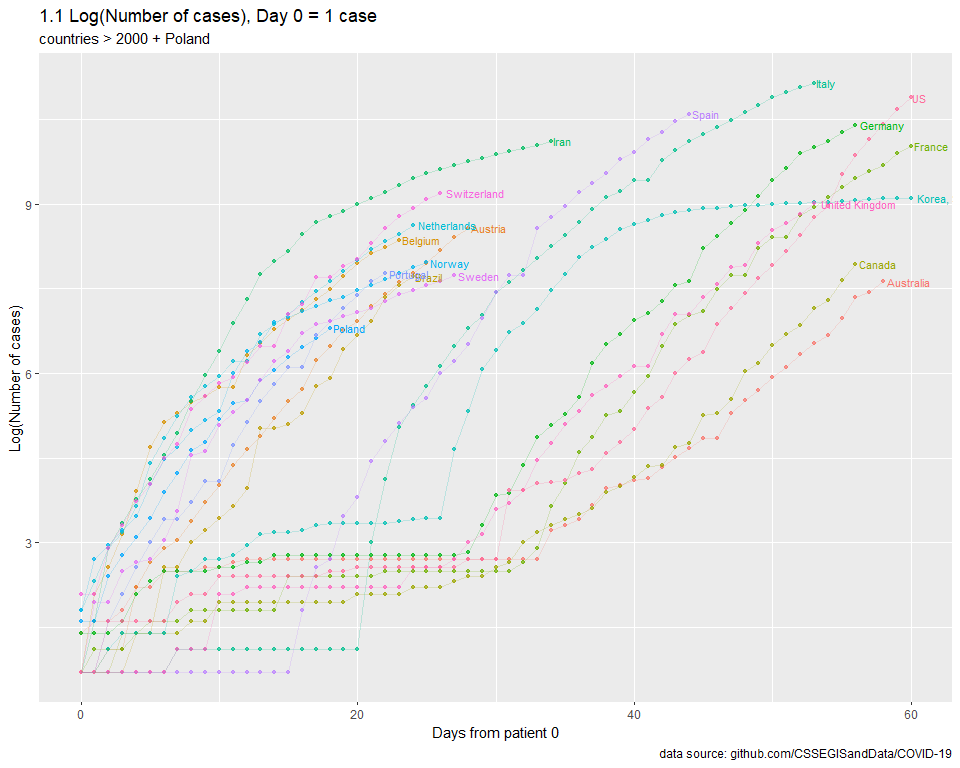 1.1 Log(Number of cases), Day 0 = 1 case
countries > 2000 + Poland
Italy
US
Spain
Germany
Iran
France
Switzerland
Korea,
United Kingdom
Netherlands
Austria
Belgium
Norway
Canada
Portugal
Brazil
Sweden
Australia
Poland
9
6
3
Log(Number of cases)
0
20
40
60
Days from patient 0
data source: github.com/CSSEGISandData/COVID-19